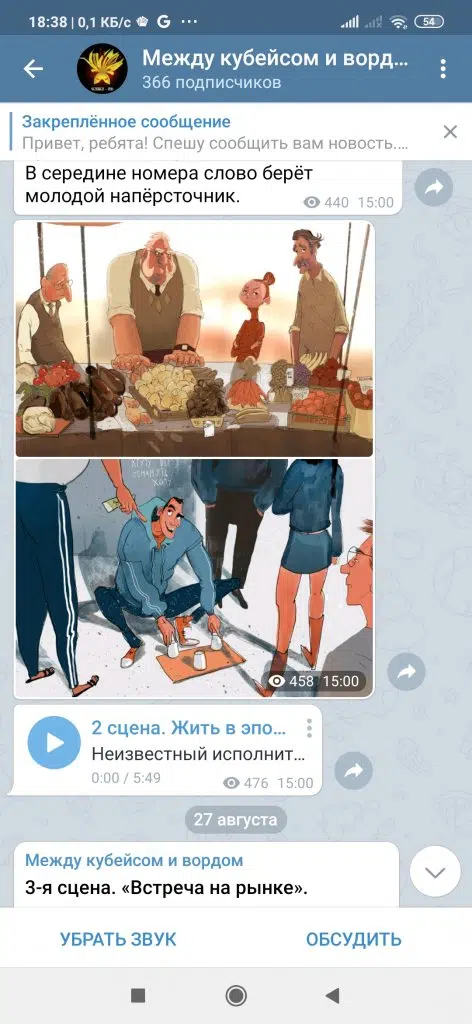 18:38 | 0,1 КБ/с G ...
54
Между кубейсом и ворд...
366 подписчиков
Закреплённое сообщение
Привет, ребята! Спешу сообщить вам новость....
В середине номера слово берёт
молодой напёрсточник.
440 15:00
458 15:00
2 сцена. Жить в эпо...
Неизвестный исполнит...
0:00 / 5:49
476 15:00
27 августа
Между кубейсом и вордом
3-я сцена. «Встреча на рынке».
УБРАТЬ ЗВУК
ОБСУДИТЬ